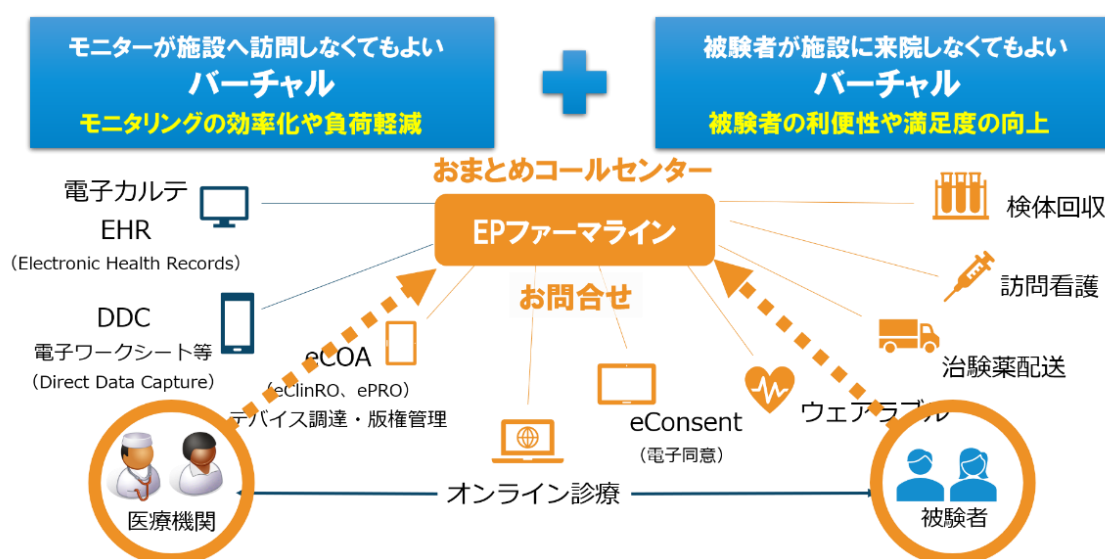 モニターが施設へ訪問しなくてもよい
バーチャル
モニタリングの効率化や負荷軽減
被験者が施設に来院しなくてもよい
バーチャル
被験者の利便性や満足度の向上
おまとめコールセンター
EPファーマライン
お問合せ
電子カルテ
EHR
(Electronic Health Records)
DDC
電子ワークシート等
(Direct Data Capture)
eCOA
(eClinRO、ePRO)
デバイス調達・版権管理
eConsent
(電子同意)
ウェアラブル
検体回収
訪問看護
治験薬配送
オンライン診療
医療機関
被験者